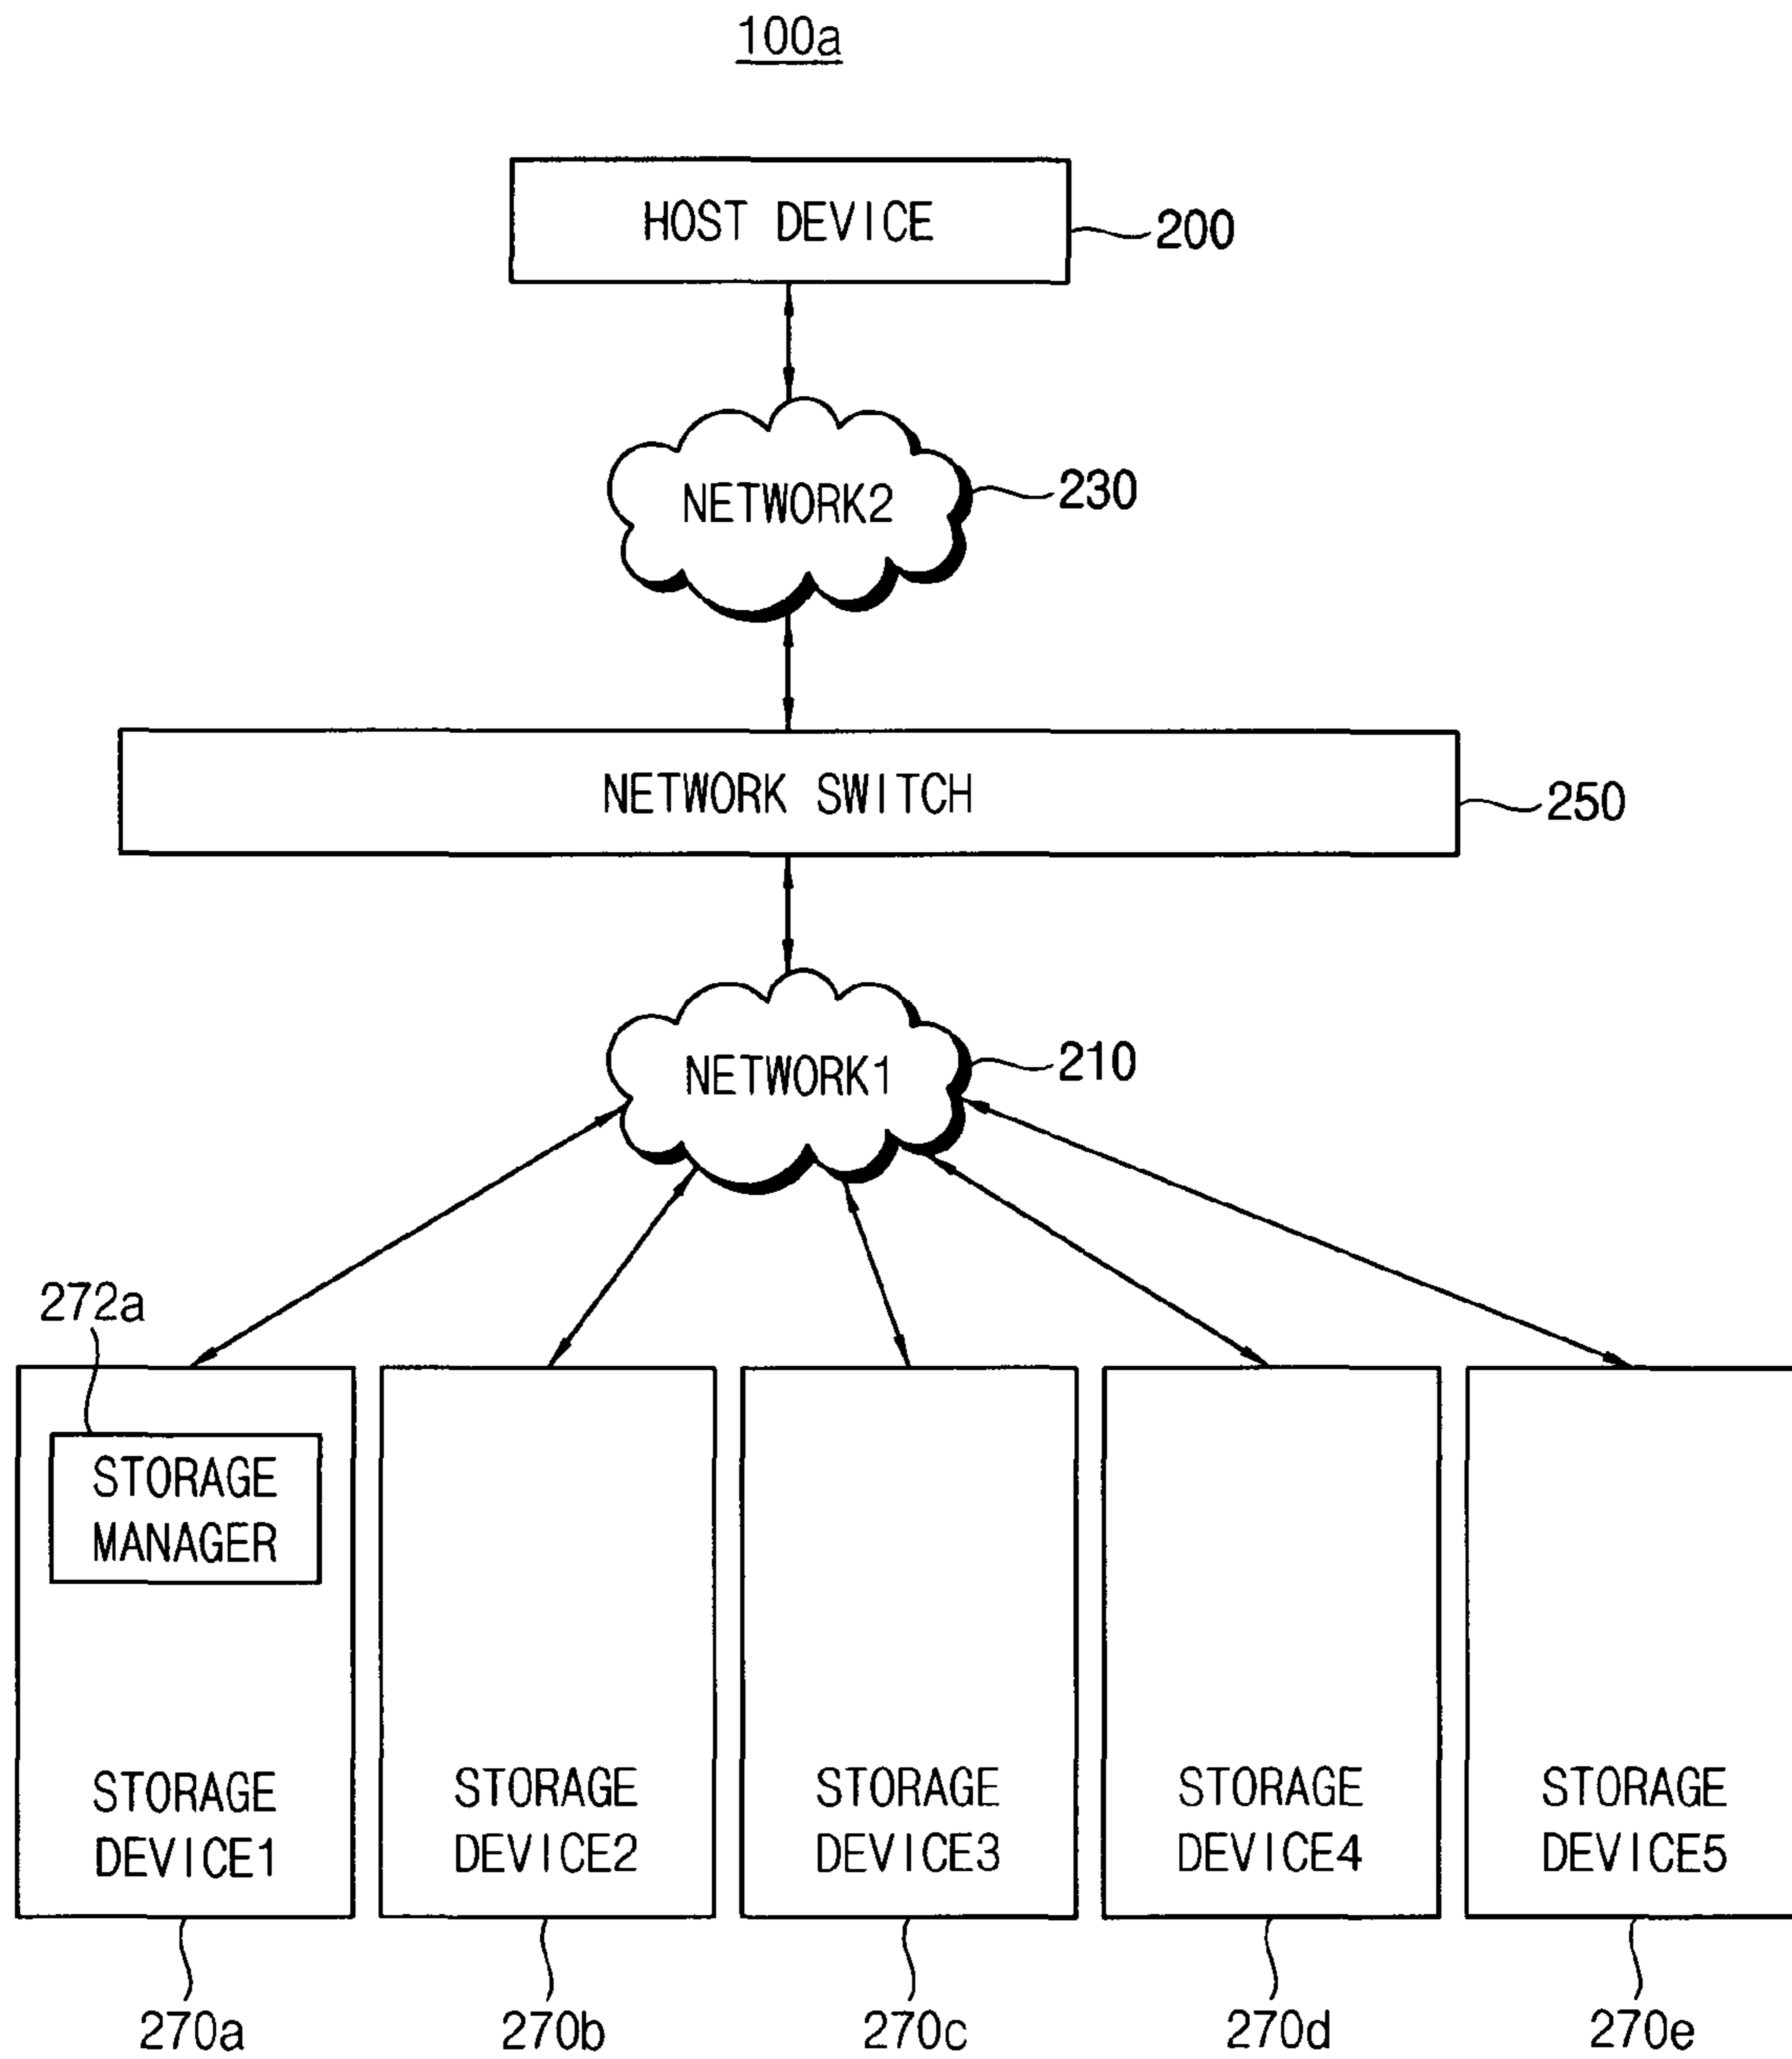 100a
HOST DEVICE
200
NETWORK2
230
NETWORK SWITCH
250
NETWORK1
210
272a
STORAGE
MANAGER
STORAGE
DEVICE1
STORAGE
DEVICE2
STORAGE
DEVICE3
STORAGE
DEVICE4
STORAGE
DEVICE5
270a
270b
270c
270d
270e